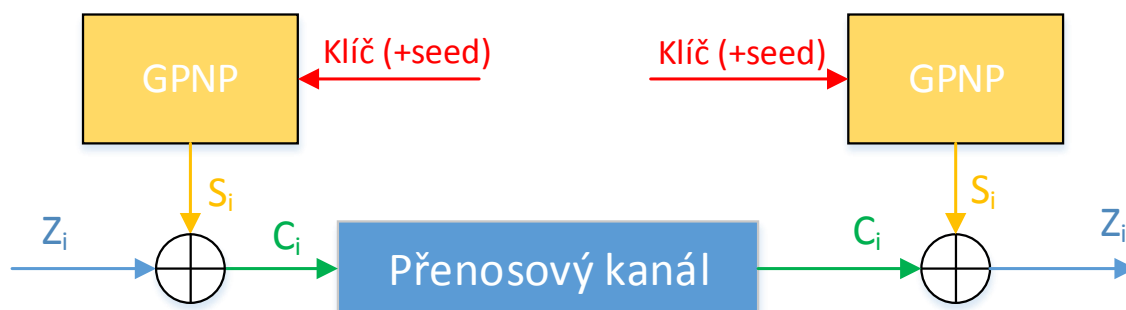 GPNP
Klíč (+seed)
Klíč (+seed)
GPNP
Sᵢ
Sᵢ
Zᵢ
Cᵢ
Přenosový kanál
Cᵢ
Zᵢ